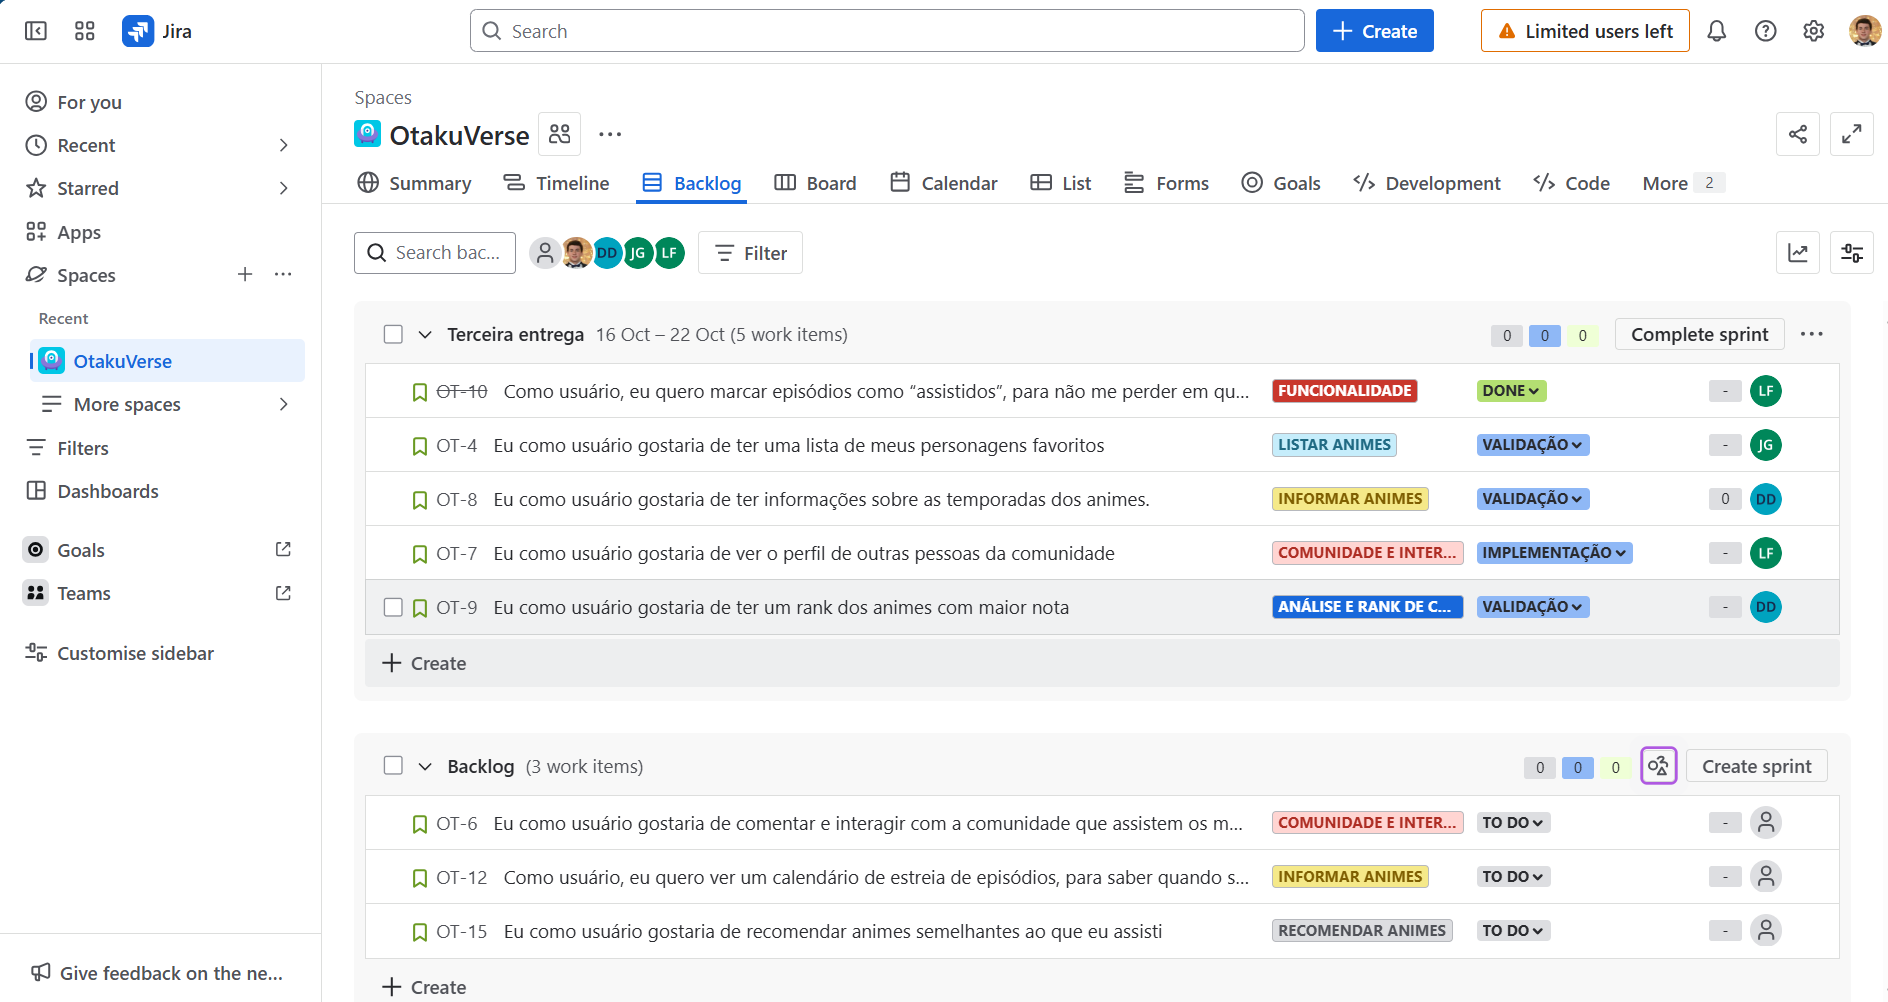 Jira
Search
Create
Limited users left
For you
Recent
Starred
Apps
Spaces
Recent
OtakuVerse
More spaces
Filters
Dashboards
Goals
Teams
Customise sidebar
Give feedback on the ne...
Spaces
OtakuVerse
Summary Timeline Backlog Board Calendar List Forms Goals Development Code More 2
Search bac... DD JG LF Filter
Terceira entrega 16 Oct – 22 Oct (5 work items) 0 0 0 Complete sprint
OT-10 Como usuário, eu quero marcar episódios como “assistidos”, para não me perder em qu... FUNCIONALIDADE DONE - LF
OT-4 Eu como usuário gostaria de ter uma lista de meus personagens favoritos LISTAR ANIMES VALIDAÇÃO - JG
OT-8 Eu como usuário gostaria de ter informações sobre as temporadas dos animes. INFORMAR ANIMES VALIDAÇÃO 0 DD
OT-7 Eu como usuário gostaria de ver o perfil de outras pessoas da comunidade COMUNIDADE E INTER... IMPLEMENTAÇÃO - LF
OT-9 Eu como usuário gostaria de ter um rank dos animes com maior nota ANÁLISE E RANK DE C... VALIDAÇÃO - DD
Create
Backlog (3 work items) 0 0 0 Create sprint
OT-6 Eu como usuário gostaria de comentar e interagir com a comunidade que assistem os m... COMUNIDADE E INTER... TO DO -
OT-12 Como usuário, eu quero ver um calendário de estreia de episódios, para saber quando s... INFORMAR ANIMES TO DO -
OT-15 Eu como usuário gostaria de recomendar animes semelhantes ao que eu assisti RECOMENDAR ANIMES TO DO -
Create